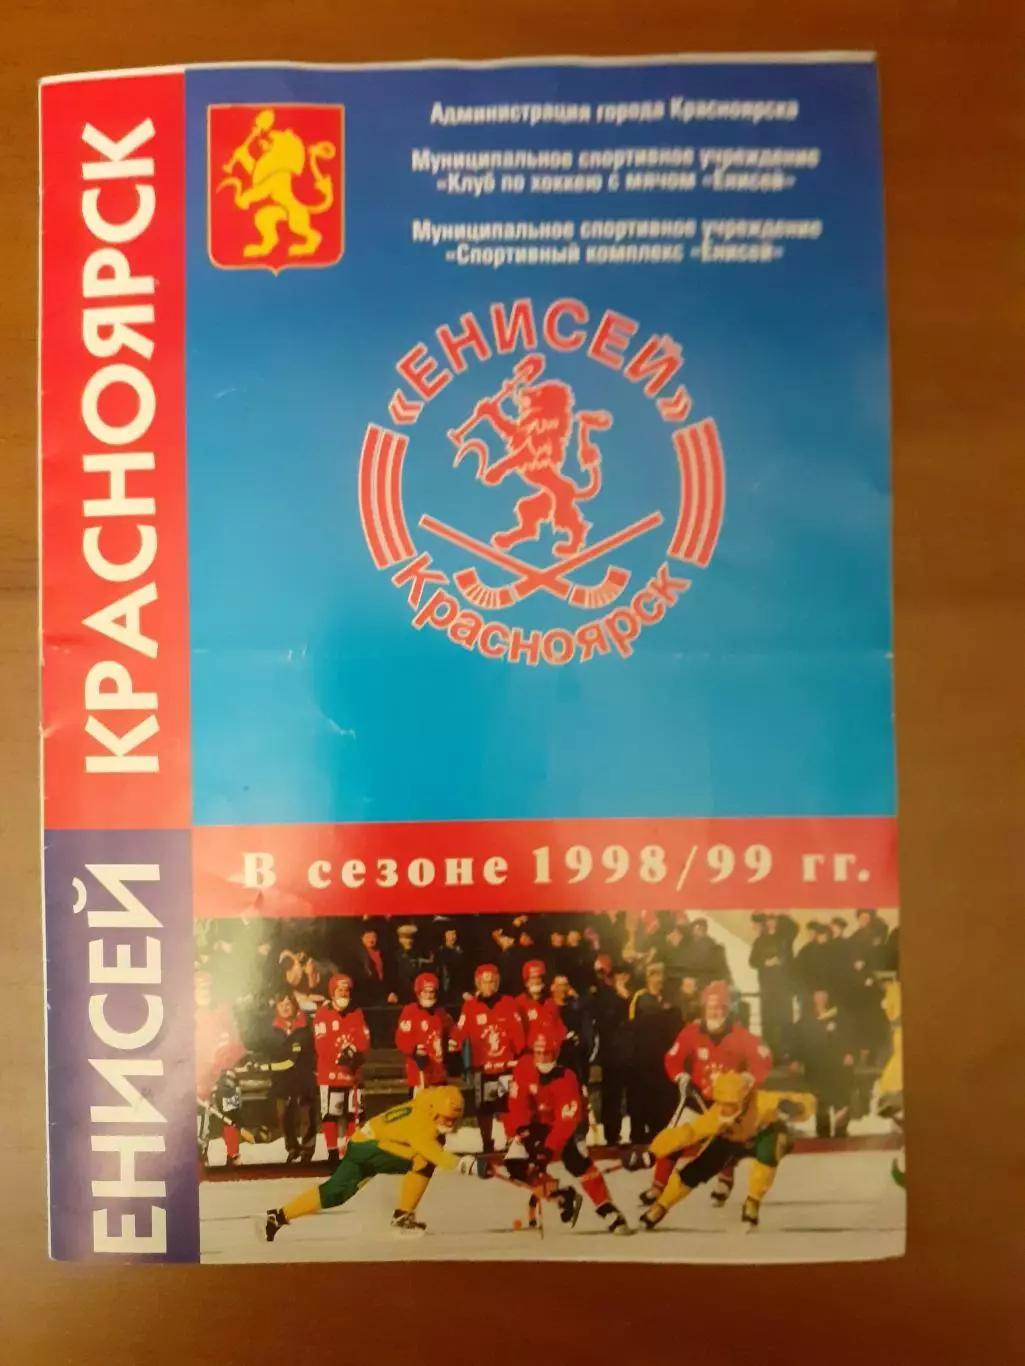 Администрация города Красноярска
Муниципальное спортивное учреждение
«Клуб по хоккею с мячом «Енисей»
Муниципальное спортивное учреждение
«Спортивный комплекс «Енисей»
«ЕНИСЕЙ»
Красноярск
ЕНИСЕЙ КРАСНОЯРСК
В сезоне 1998/99 гг.